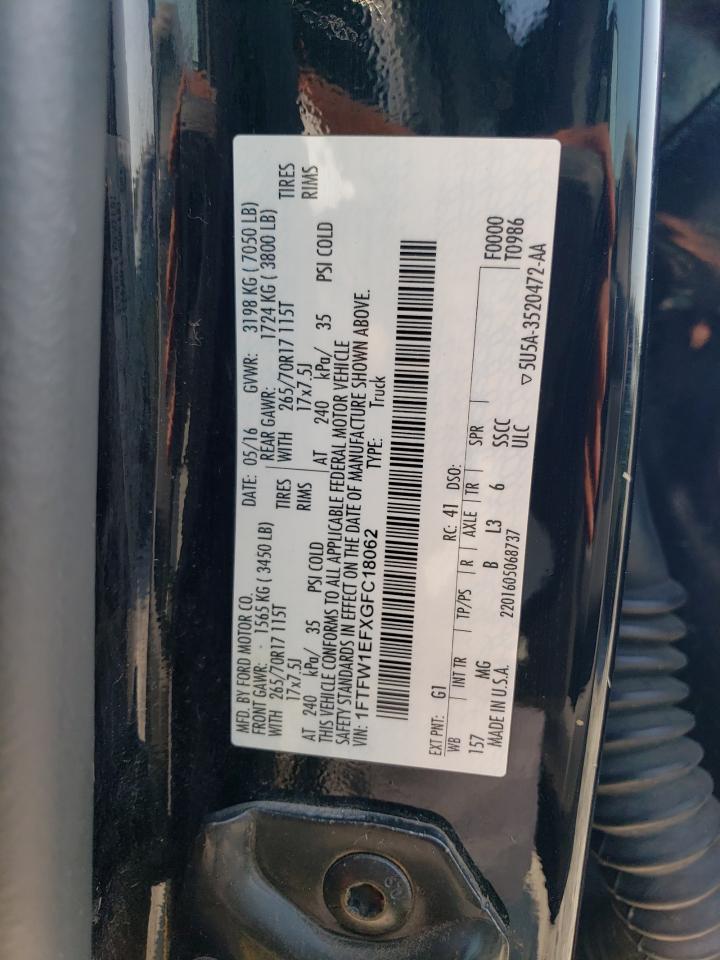 MFD. BY FORD MOTOR CO. DATE: 05/16 GVWR: 3198 KG ( 7050 LB)
FRONT GAWR: 1565 KG ( 3450 LB) REAR GAWR: 1724 KG ( 3800 LB)
WITH 265/70R17 115T TIRES WITH 265/70R17 115T TIRES
17x7.5J RIMS 17x7.5J RIMS
AT 240 kPa/ 35 PSI COLD AT 240 kPa/ 35 PSI COLD
THIS VEHICLE CONFORMS TO ALL APPLICABLE FEDERAL MOTOR VEHICLE
SAFETY STANDARDS IN EFFECT ON THE DATE OF MANUFACTURE SHOWN ABOVE.
VIN: 1FTFW1EFXGFC18062 TYPE: Truck
EXT PNT: G1 RC: 41 DSO: F0000
WB INT TR TP/PS R AXLE TR SPR T0986
157 MG B L3 6 SSCC
MADE IN U.S.A. 2201605068737 ULC ▽5U5A-3520472-AA